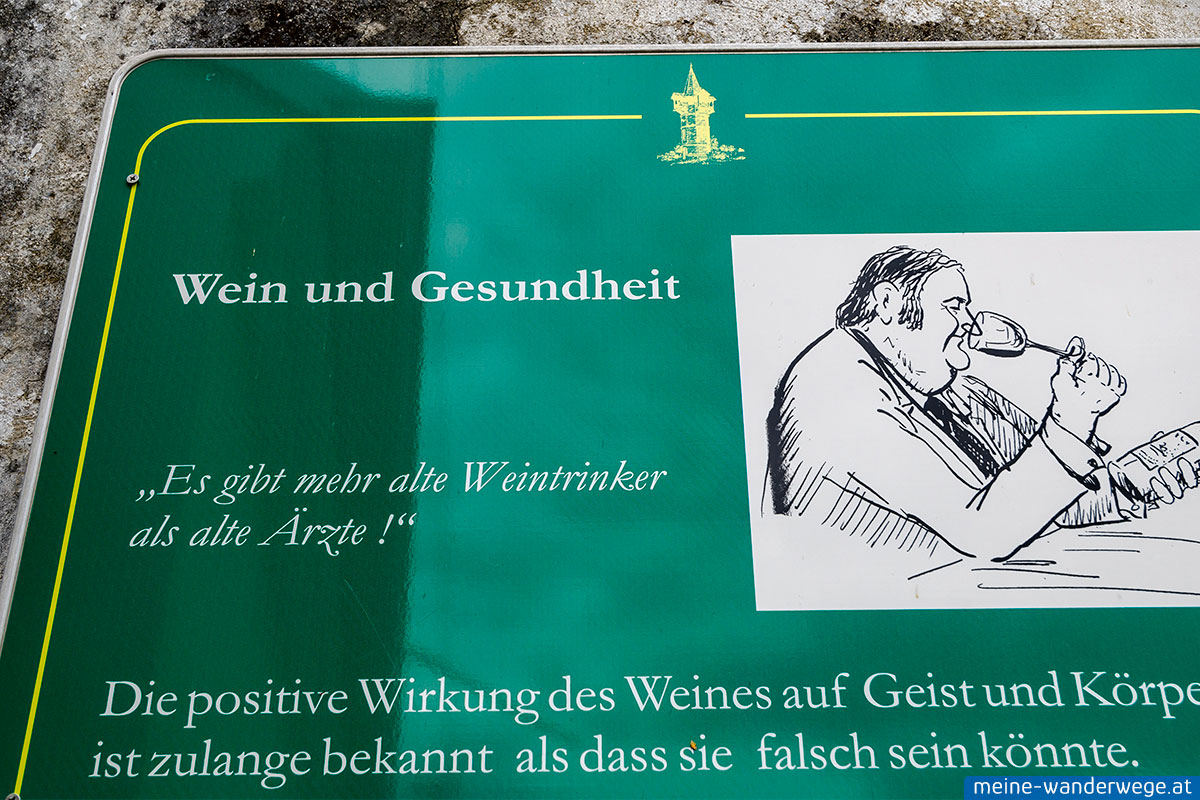 Wein und Gesundheit
„Es gibt mehr alte Weintrinker
als alte Ärzte !“
Die positive Wirkung des Weines auf Geist und Körpe
ist zulange bekannt als dass sie falsch sein könnte.
meine-wanderwege.at